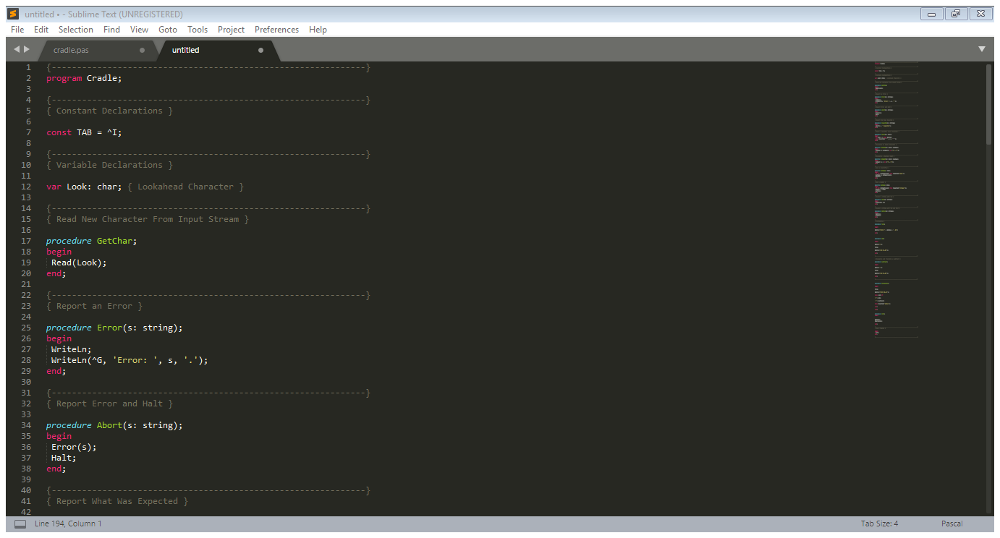 untitled • - Sublime Text (UNREGISTERED)
File Edit Selection Find View Goto Tools Project Preferences Help
cradle.pas untitled
1 {--------------------------------------------------------------}
2 program Cradle;
3
4 {--------------------------------------------------------------}
5 { Constant Declarations }
6
7 const TAB = ^I;
8
9 {--------------------------------------------------------------}
10 { Variable Declarations }
11
12 var Look: char; { Lookahead Character }
13
14 {--------------------------------------------------------------}
15 { Read New Character From Input Stream }
16
17 procedure GetChar;
18 begin
19 Read(Look);
20 end;
21
22 {--------------------------------------------------------------}
23 { Report an Error }
24
25 procedure Error(s: string);
26 begin
27 WriteLn;
28 WriteLn(^G, 'Error: ', s, '.');
29 end;
30
31 {--------------------------------------------------------------}
32 { Report Error and Halt }
33
34 procedure Abort(s: string);
35 begin
36 Error(s);
37 Halt;
38 end;
39
40 {--------------------------------------------------------------}
41 { Report What Was Expected }
42
Line 194, Column 1 Tab Size: 4 Pascal